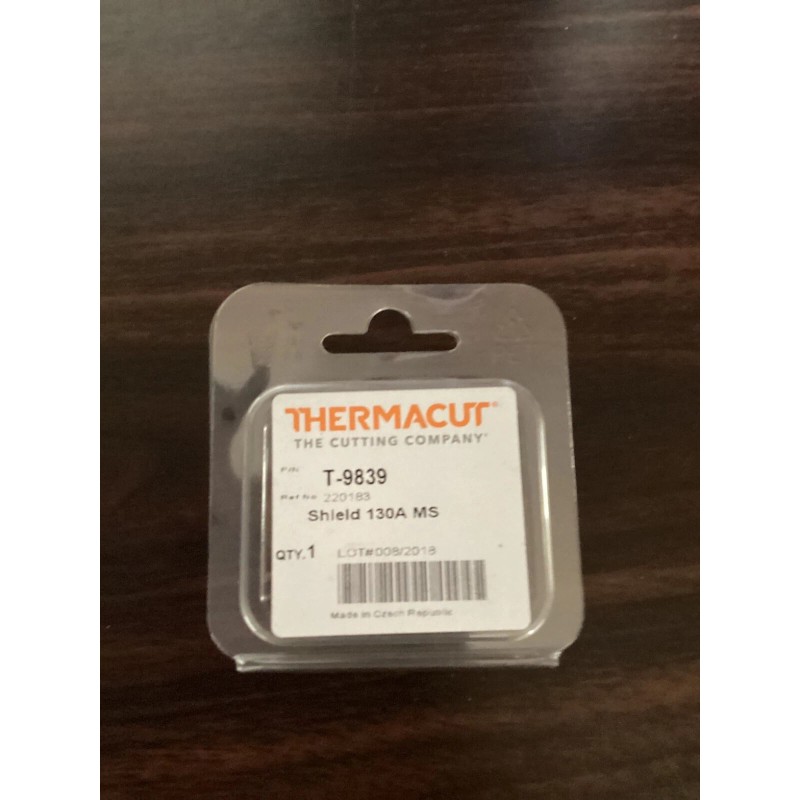 THERMACUT®
THE CUTTING COMPANY®
P/N: T-9839
Ref No. 220183
Shield 130A MS
QTY. 1 LOT#008/2018
Made in Czech Republic